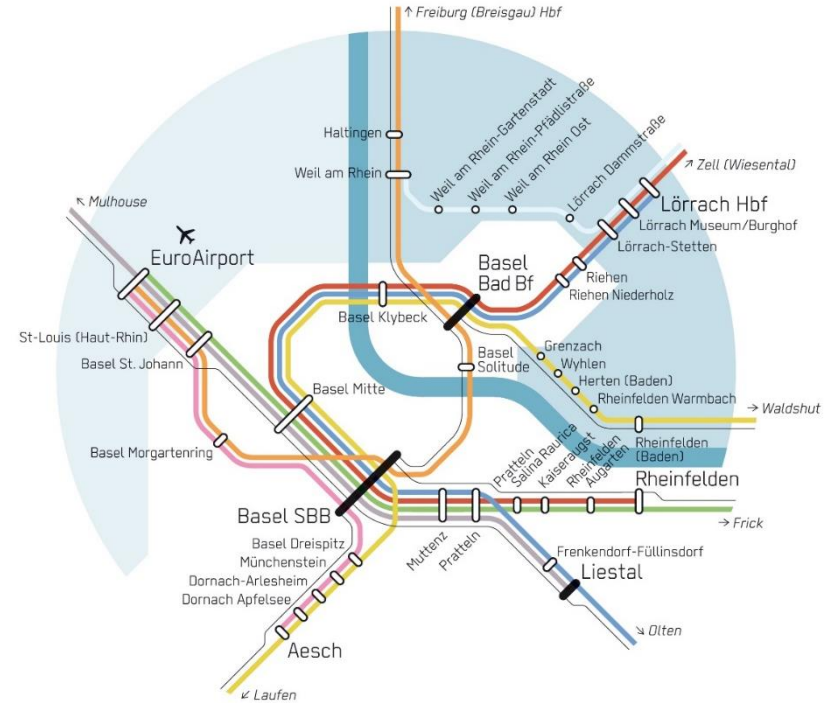 ↑ Freiburg (Breisgau) Hbf
Haltingen
Weil am Rhein
Weil am Rhein-Gartenstadt
Weil am Rhein-Pfädlistraße
Weil am Rhein Ost
Lörrach Dammstraße
↗ Zell (Wiesental)
Lörrach Hbf
Lörrach Museum/Burghof
Lörrach-Stetten
Riehen
Riehen Niederholz
↖ Mulhouse
EuroAirport
St-Louis (Haut-Rhin)
Basel St. Johann
Basel
Bad Bf
Basel Klybeck
Basel
Solitude
Basel Mitte
Grenzach
Wyhlen
Herten (Baden)
Rheinfelden Warmbach
→ Waldshut
Rheinfelden
(Baden)
Basel Morgartenring
Basel SBB
Pratteln
Salina Raurica
Kaiseraugst
Rheinfelden
Augarten
Rheinfelden
→ Frick
Muttenz
Pratteln
Basel Dreispitz
Münchenstein
Dornach-Arlesheim
Dornach Apfelsee
Aesch
↙ Laufen
Frenkendorf-Füllinsdorf
Liestal
↘ Olten